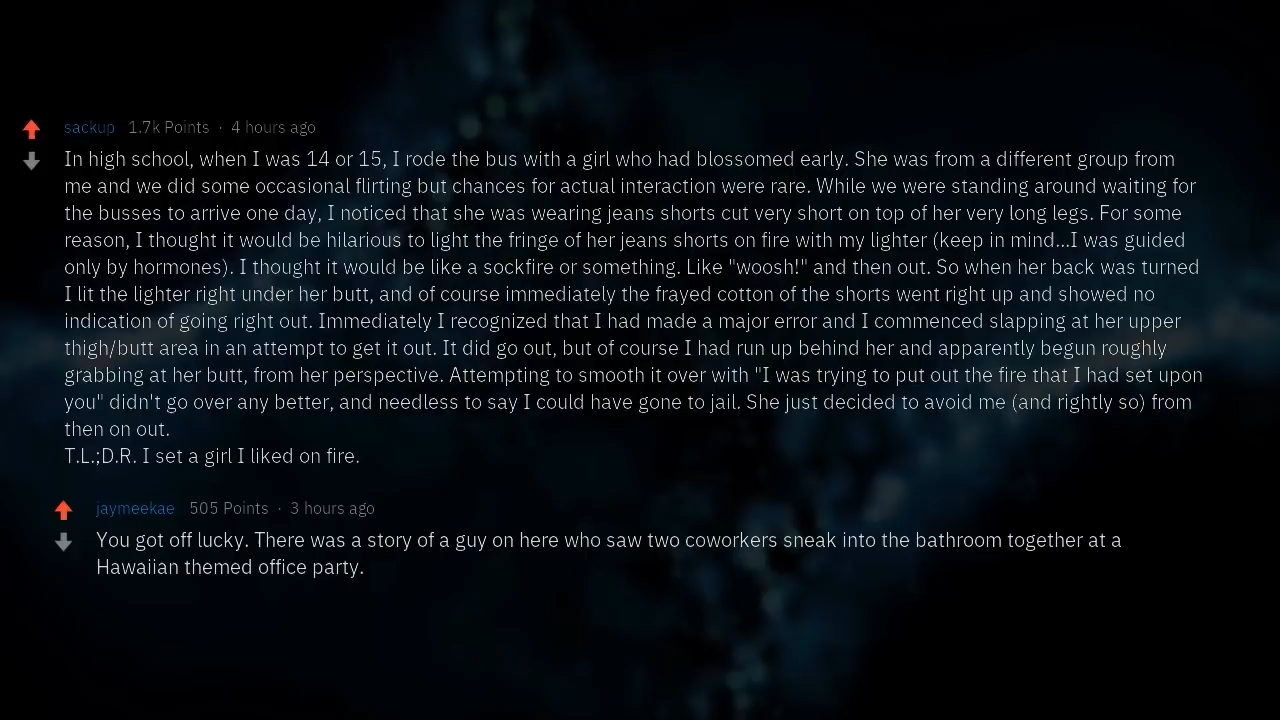 sackup 1.7k Points · 4 hours ago
In high school, when I was 14 or 15, I rode the bus with a girl who had blossomed early. She was from a different group from
me and we did some occasional flirting but chances for actual interaction were rare. While we were standing around waiting for
the busses to arrive one day, I noticed that she was wearing jeans shorts cut very short on top of her very long legs. For some
reason, I thought it would be hilarious to light the fringe of her jeans shorts on fire with my lighter (keep in mind...I was guided
only by hormones). I thought it would be like a sockfire or something. Like "woosh!" and then out. So when her back was turned
I lit the lighter right under her butt, and of course immediately the frayed cotton of the shorts went right up and showed no
indication of going right out. Immediately I recognized that I had made a major error and I commenced slapping at her upper
thigh/butt area in an attempt to get it out. It did go out, but of course I had run up behind her and apparently begun roughly
grabbing at her butt, from her perspective. Attempting to smooth it over with "I was trying to put out the fire that I had set upon
you" didn't go over any better, and needless to say I could have gone to jail. She just decided to avoid me (and rightly so) from
then on out.
T.L.;D.R. I set a girl I liked on fire.
jaymeekae 505 Points · 3 hours ago
You got off lucky. There was a story of a guy on here who saw two coworkers sneak into the bathroom together at a
Hawaiian themed office party.